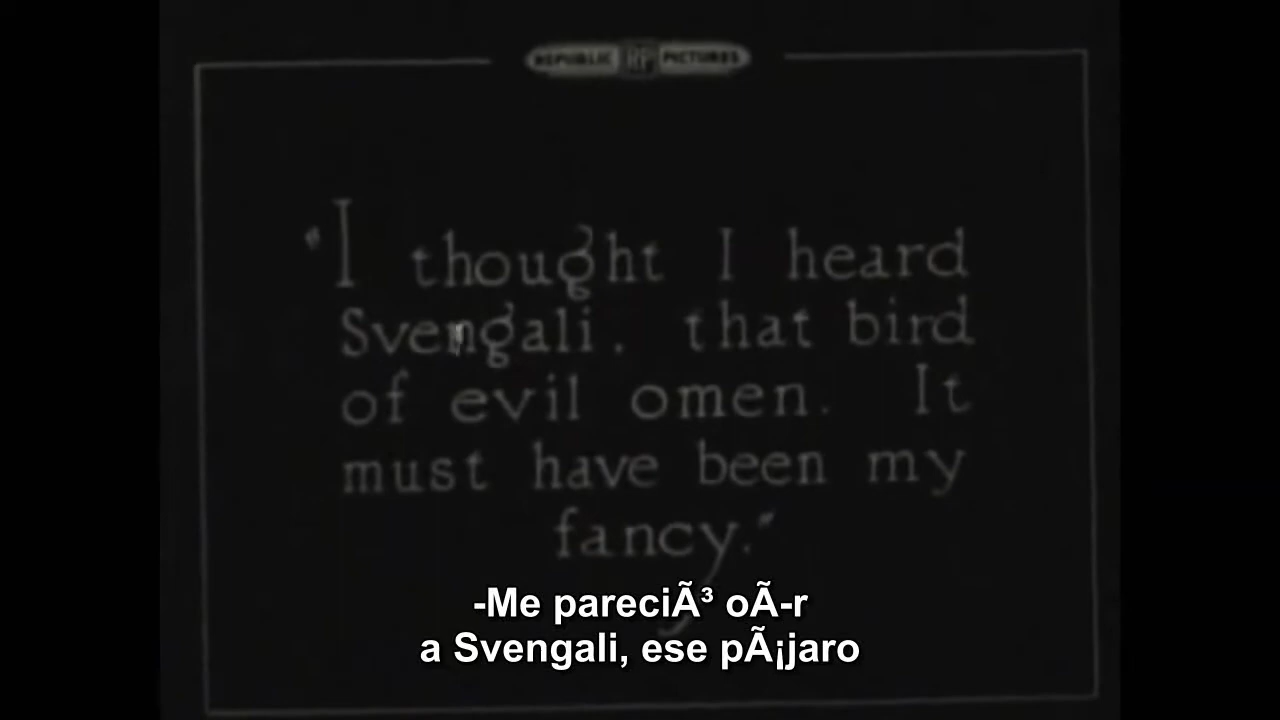 REPUBLIC RP PICTURES
"I thought I heard
Svengali, that bird
of evil omen. It
must have been my
fancy."
-Me pareciÃ³ oÃ-r
a Svengali, ese pÃ¡jaro